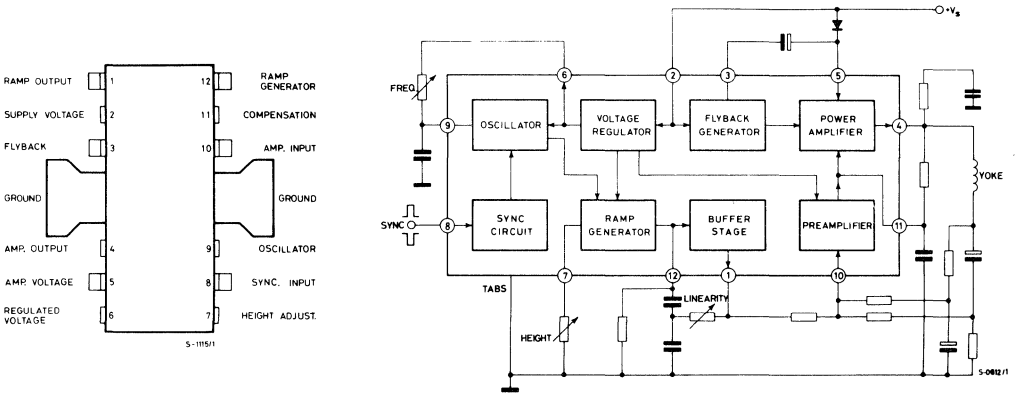 RAMP OUTPUT 1 12 RAMP GENERATOR
SUPPLY VOLTAGE 2 11 COMPENSATION
FLYBACK 3 10 AMP. INPUT
GROUND GROUND
AMP. OUTPUT 4 9 OSCILLATOR
AMP. VOLTAGE 5 8 SYNC. INPUT
REGULATED VOLTAGE 6 7 HEIGHT ADJUST.
S-1115/1
+Vs
6 2 3 5
FREQ.
9 OSCILLATOR
VOLTAGE REGULATOR
FLYBACK GENERATOR
POWER AMPLIFIER 4
YOKE
SYNC 8
SYNC CIRCUIT
RAMP GENERATOR
BUFFER STAGE
PREAMPLIFIER 11
TABS 7 12 1 10
LINEARITY
HEIGHT
S-0612/1